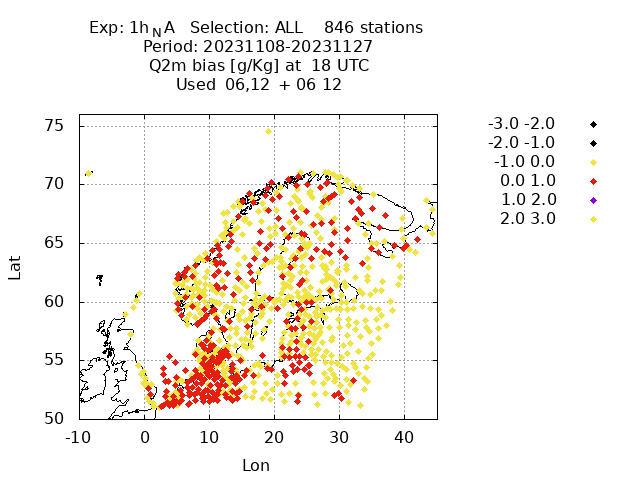 Exp: 1h_N A   Selection: ALL    846 stations
Period: 20231108-20231127
Q2m bias [g/Kg] at  18 UTC
Used  06,12  + 06 12
-3.0 -2.0
-2.0 -1.0
-1.0 0.0
0.0 1.0
1.0 2.0
2.0 3.0
75
70
65
60
55
50
Lat
-10 0 10 20 30 40
Lon